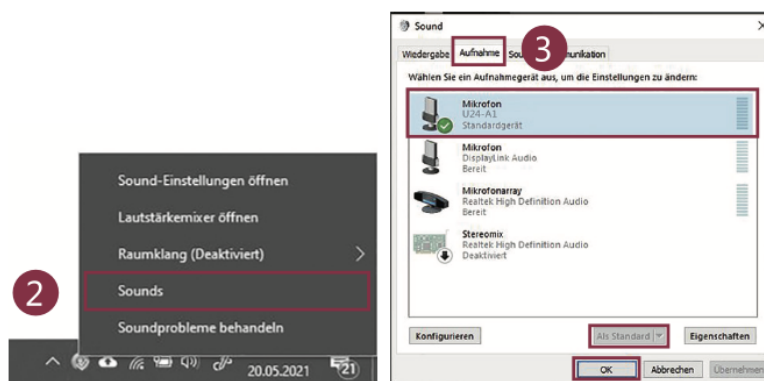 2
Sound-Einstellungen öffnen
Lautstärkemixer öffnen
Raumklang (Deaktiviert)
Sounds
Soundprobleme behandeln
20.05.2021
21
3
Sound
Wiedergabe Aufnahme
Wählen Sie ein Aufnahmegerät aus, um die Einstellungen zu ändern:
Mikrofon
U24-A1
Standardgerät
Mikrofon
DisplayLink Audio
Bereit
Mikrofonarray
Realtek High Definition Audio
Bereit
Stereomix
Realtek High Definition Audio
Deaktiviert
Konfigurieren Als Standard Eigenschaften
OK Abbrechen Übernehmen